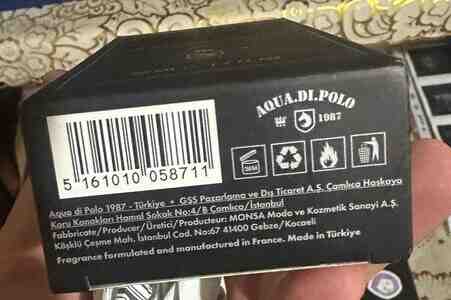 AQUA.DI.POLO
1987
5 161010 058711
Aqua di Polo 1987 - Türkiye • GSS Pazarlama ve Dış Ticaret A.Ş. Çamlıca Haskaya
Koru Konakları Hamal Sokak No:4/B Çamlıca/İstanbul
Fabricate/Producer/Üretici/Producteur: MONSA Moda ve Kozmetik Sanayi A.Ş.
Köşklü Çeşme Mah. İstanbul Cad. No:67 41400 Gebze/Kocaeli
Fragrance formulated and manufactured in France. Made in Türkiye